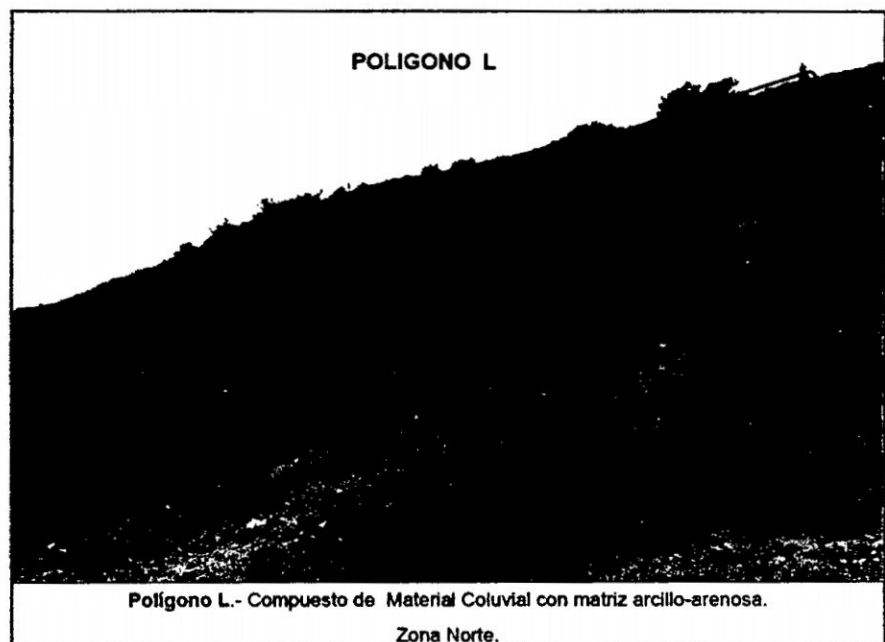 POLIGONO L
Polígono L.- Compuesto de Material Coluvial con matriz arcillo-arenosa.
Zona Norte.